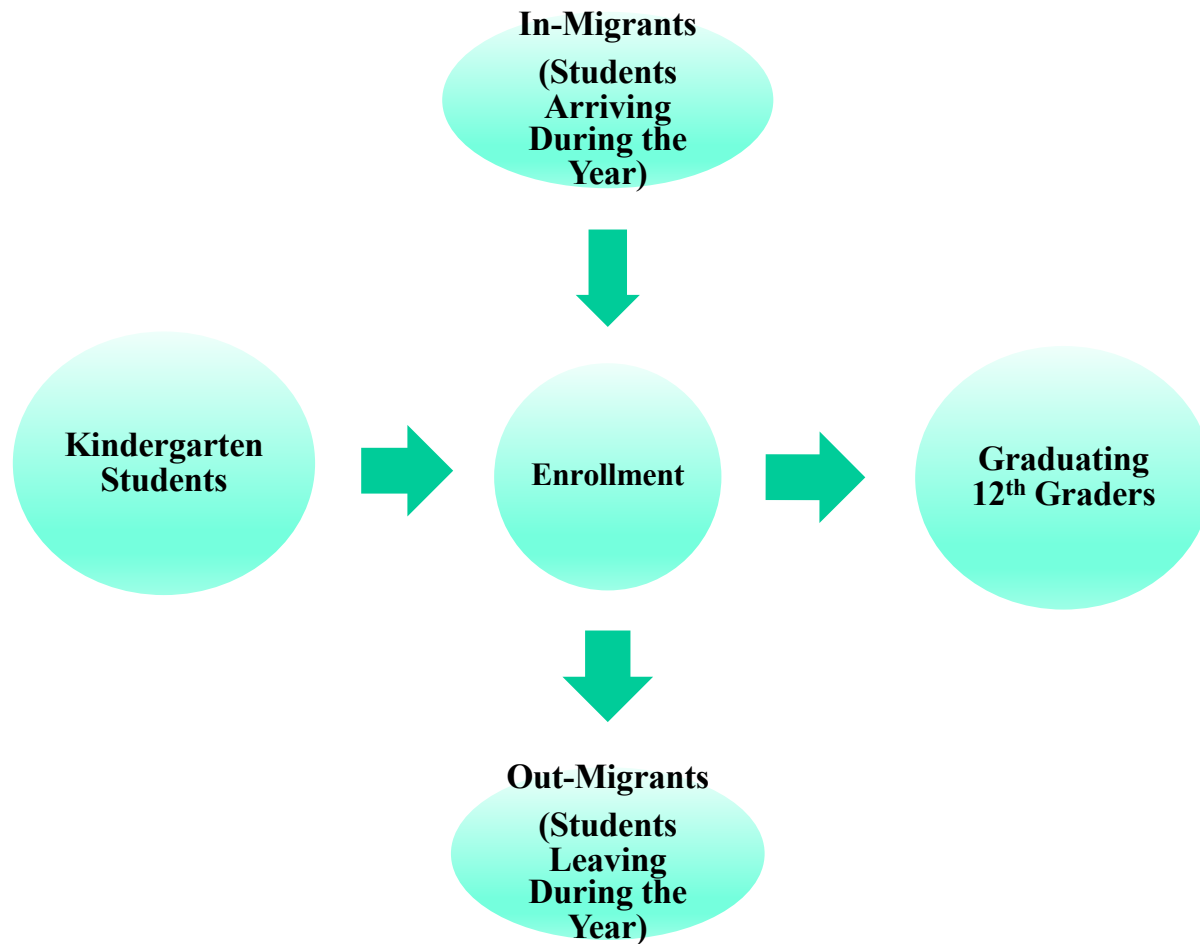 In-Migrants
(Students
Arriving
During the
Year)
Kindergarten
Students
Enrollment
Graduating
12th Graders
Out-Migrants
(Students
Leaving
During the
Year)